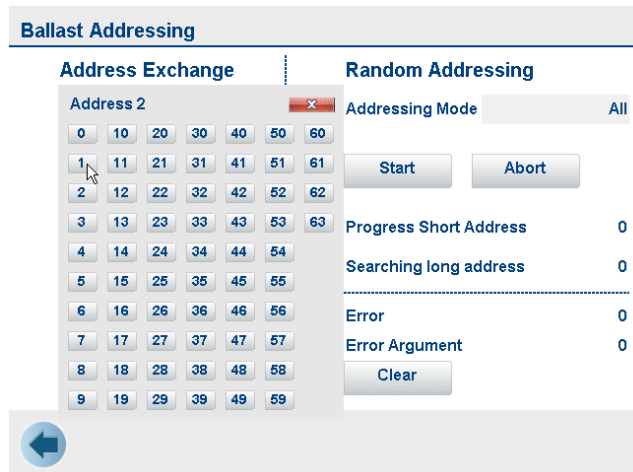 Ballast Addressing
Address Exchange
Address 2
X
0 10 20 30 40 50 60
1 11 21 31 41 51 61
2 12 22 32 42 52 62
3 13 23 33 43 53 63
4 14 24 34 44 54
5 15 25 35 45 55
6 16 26 36 46 56
7 17 27 37 47 57
8 18 28 38 48 58
9 19 29 39 49 59
Random Addressing
Addressing Mode All
Start Abort
Progress Short Address 0
Searching long address 0
Error 0
Error Argument 0
Clear